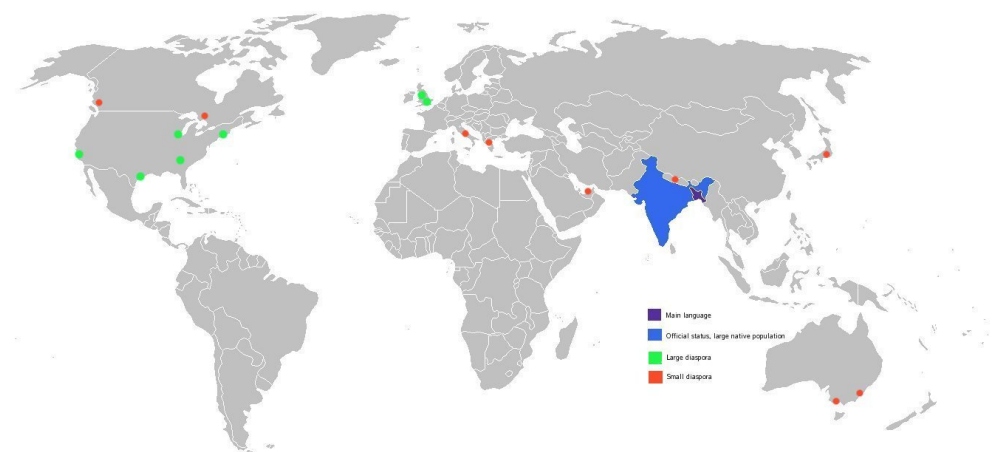 Main language
Official status, large native population
Large diaspora
Small diaspora